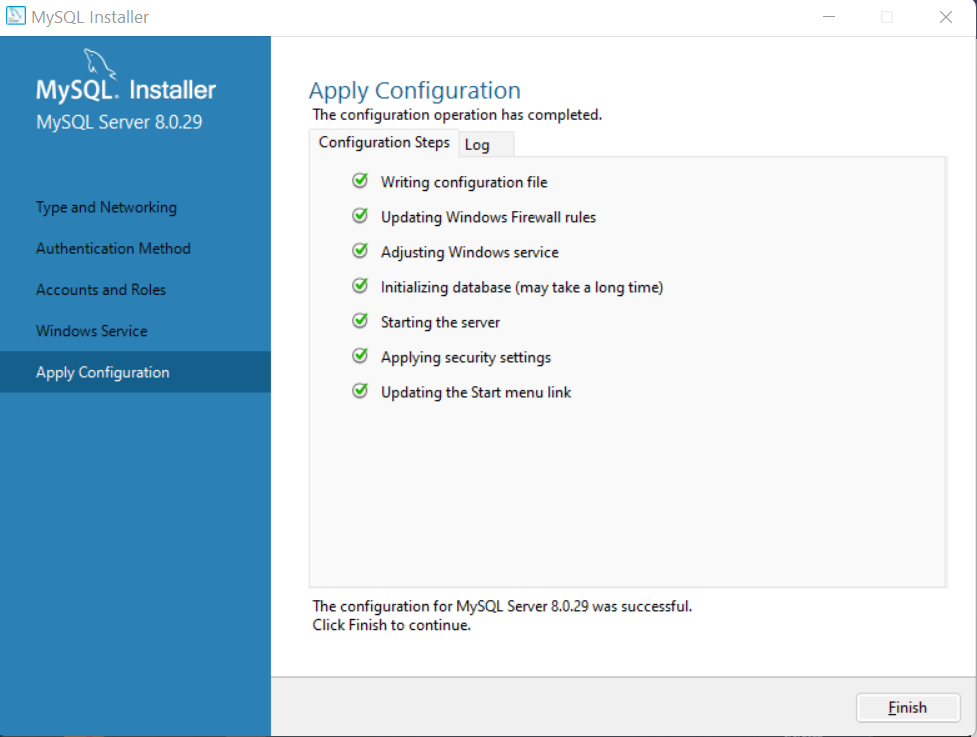 MySQL Installer
MySQL. Installer
MySQL Server 8.0.29
Type and Networking
Authentication Method
Accounts and Roles
Windows Service
Apply Configuration
Apply Configuration
The configuration operation has completed.
Configuration Steps
Log
Writing configuration file
Updating Windows Firewall rules
Adjusting Windows service
Initializing database (may take a long time)
Starting the server
Applying security settings
Updating the Start menu link
The configuration for MySQL Server 8.0.29 was successful.
Click Finish to continue.
Finish